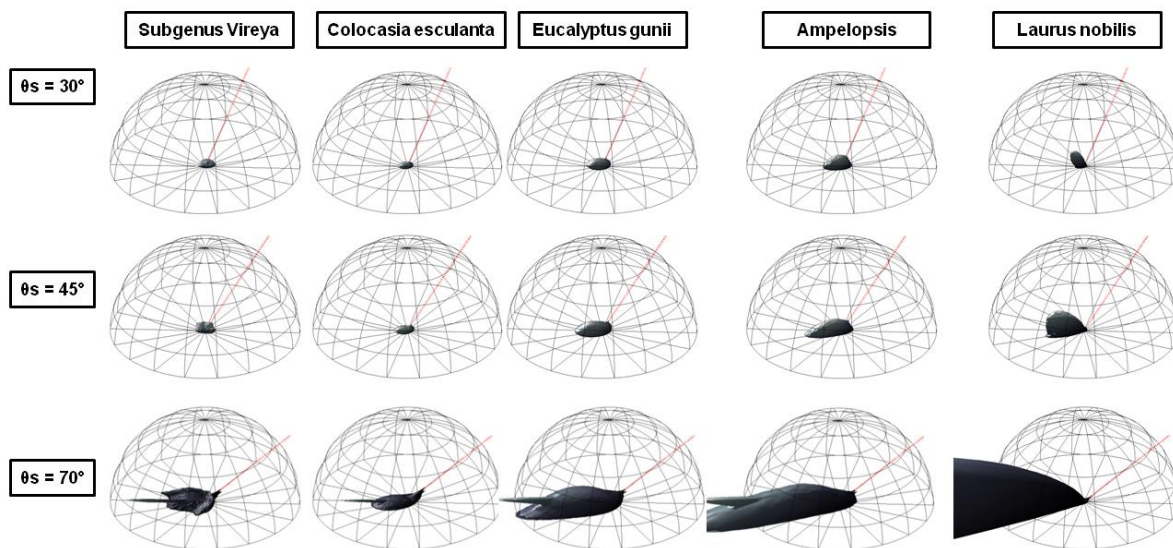 Subgenus Vireya
Colocasia esculanta
Eucalyptus gunii
Ampelopsis
Laurus nobilis
θs = 30°
θs = 45°
θs = 70°